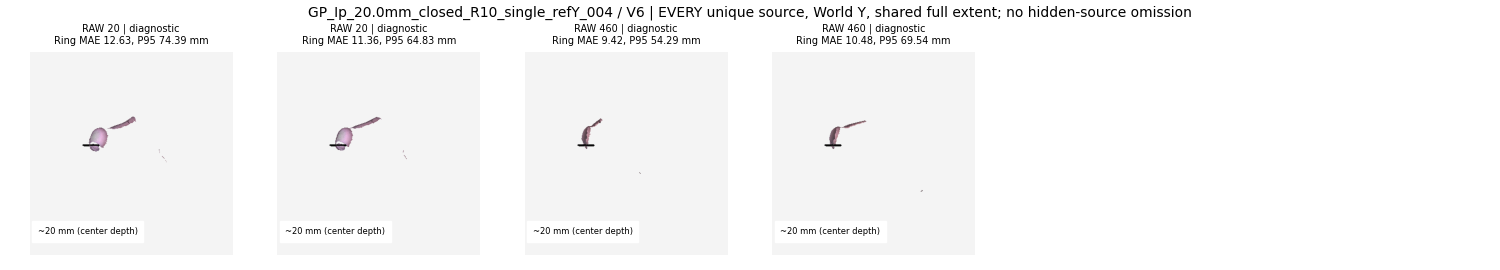 GP_Ip_20.0mm_closed_R10_single_refY_004 / V6 | EVERY unique source, World Y, shared full extent; no hidden-source omission
RAW 20 | diagnostic
Ring MAE 12.63, P95 74.39 mm
RAW 20 | diagnostic
Ring MAE 11.36, P95 64.83 mm
RAW 460 | diagnostic
Ring MAE 9.42, P95 54.29 mm
RAW 460 | diagnostic
Ring MAE 10.48, P95 69.54 mm
~20 mm (center depth)
~20 mm (center depth)
~20 mm (center depth)
~20 mm (center depth)